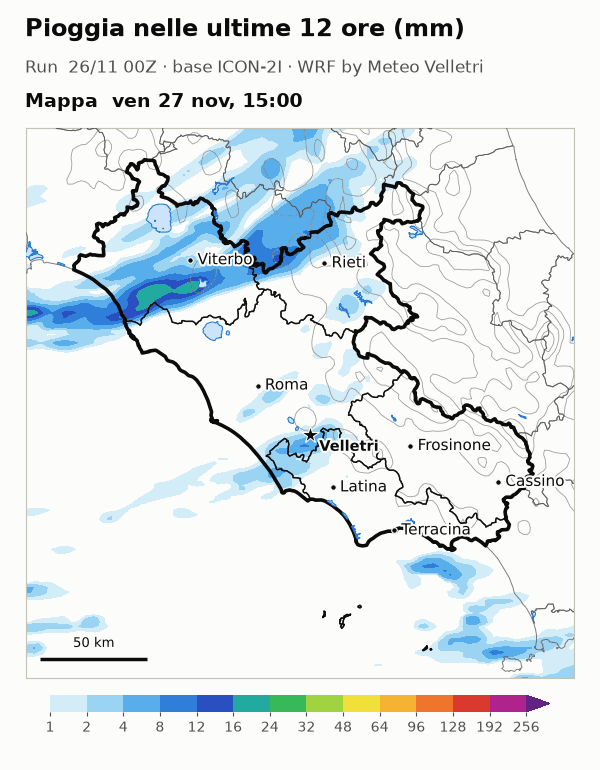 Pioggia nelle ultime 12 ore (mm)
Run  26/11 00Z · base ICON-2I · WRF by Meteo Velletri
Mappa  ven 27 nov, 15:00
Viterbo
Rieti
Roma
Velletri
Frosinone
Cassino
Latina
Terracina
50 km
1 2 4 8 12 16 24 32 48 64 96 128 192 256